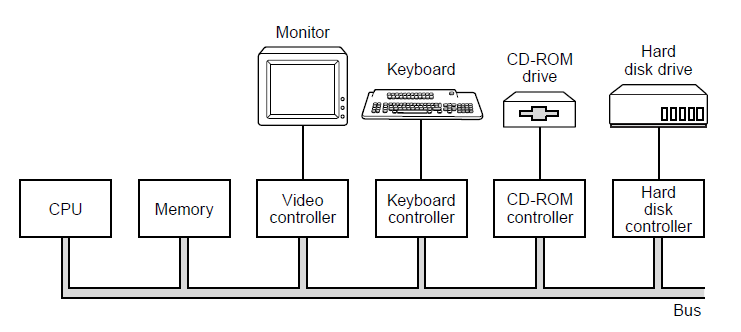 Monitor
Keyboard
CD-ROM
drive
Hard
disk drive
CPU
Memory
Video
controller
Keyboard
controller
CD-ROM
controller
Hard
disk
controller
Bus